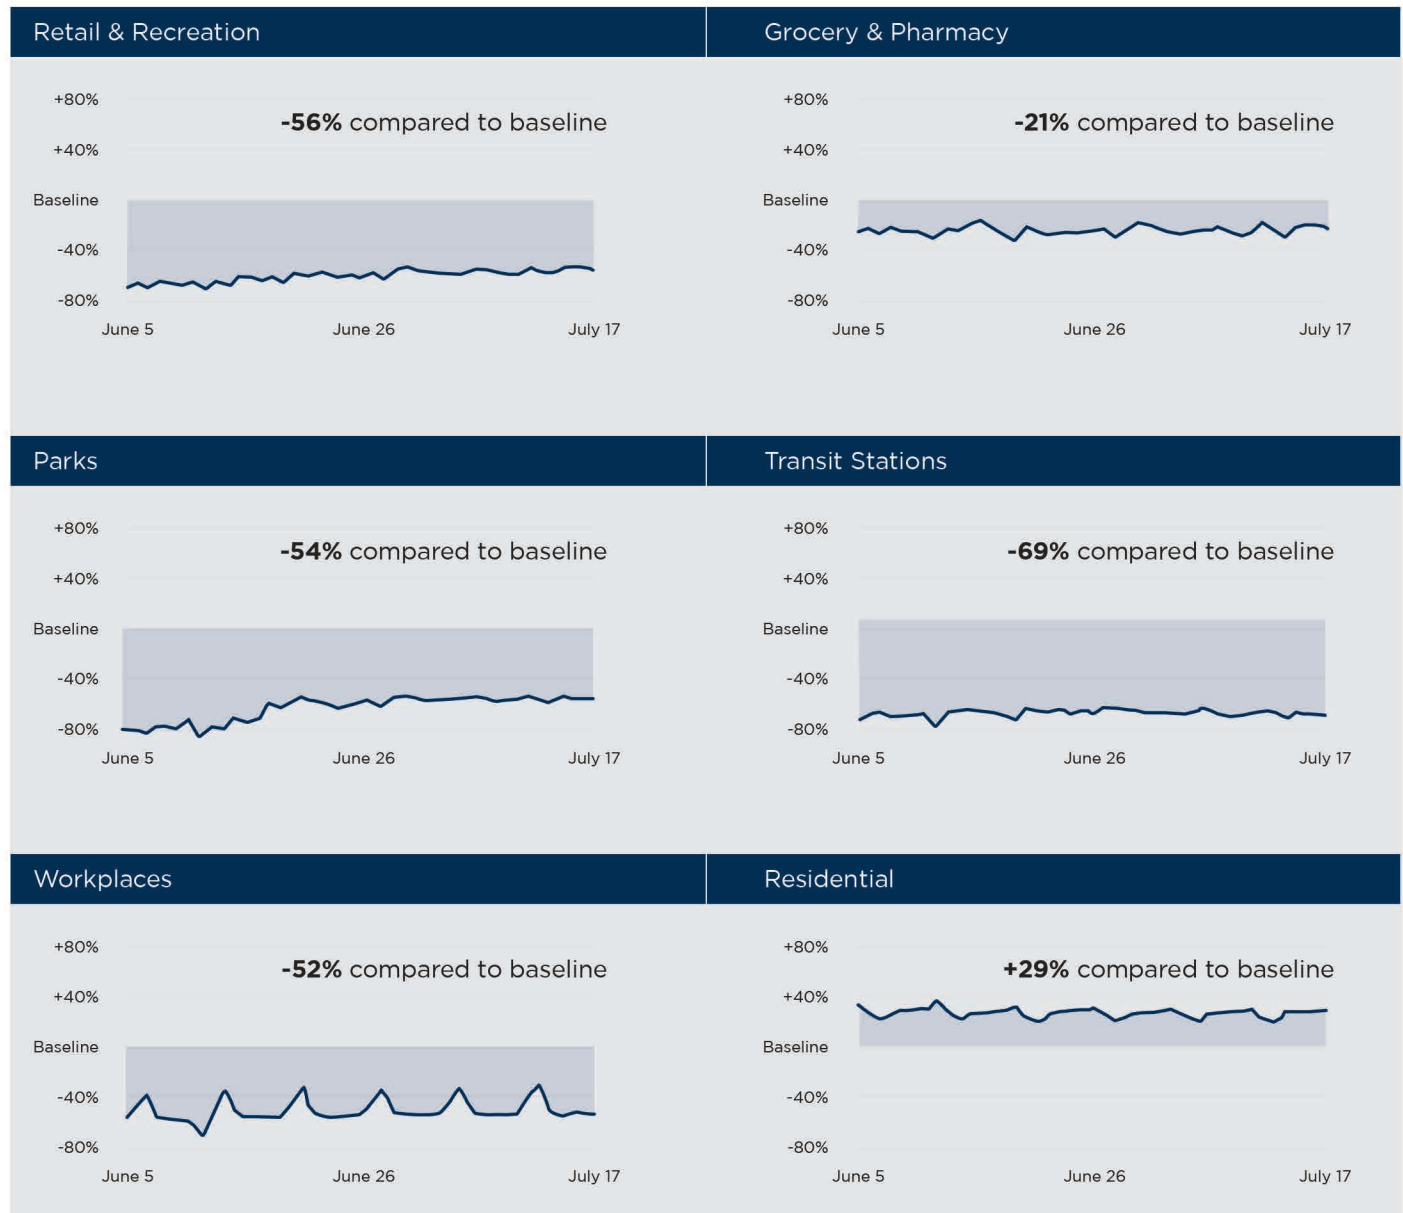 Retail & Recreation
+80%
-56% compared to baseline
+40%
Baseline
-40%
-80%
June 5
June 26
July 17
Grocery & Pharmacy
+80%
-21% compared to baseline
+40%
Baseline
-40%
-80%
June 5
June 26
July 17
Parks
+80%
-54% compared to baseline
+40%
Baseline
-40%
-80%
June 5
June 26
July 17
Transit Stations
+80%
-69% compared to baseline
+40%
Baseline
-40%
-80%
June 5
June 26
July 17
Workplaces
+80%
-52% compared to baseline
+40%
Baseline
-40%
-80%
June 5
June 26
July 17
Residential
+80%
+29% compared to baseline
+40%
Baseline
-40%
-80%
June 5
June 26
July 17